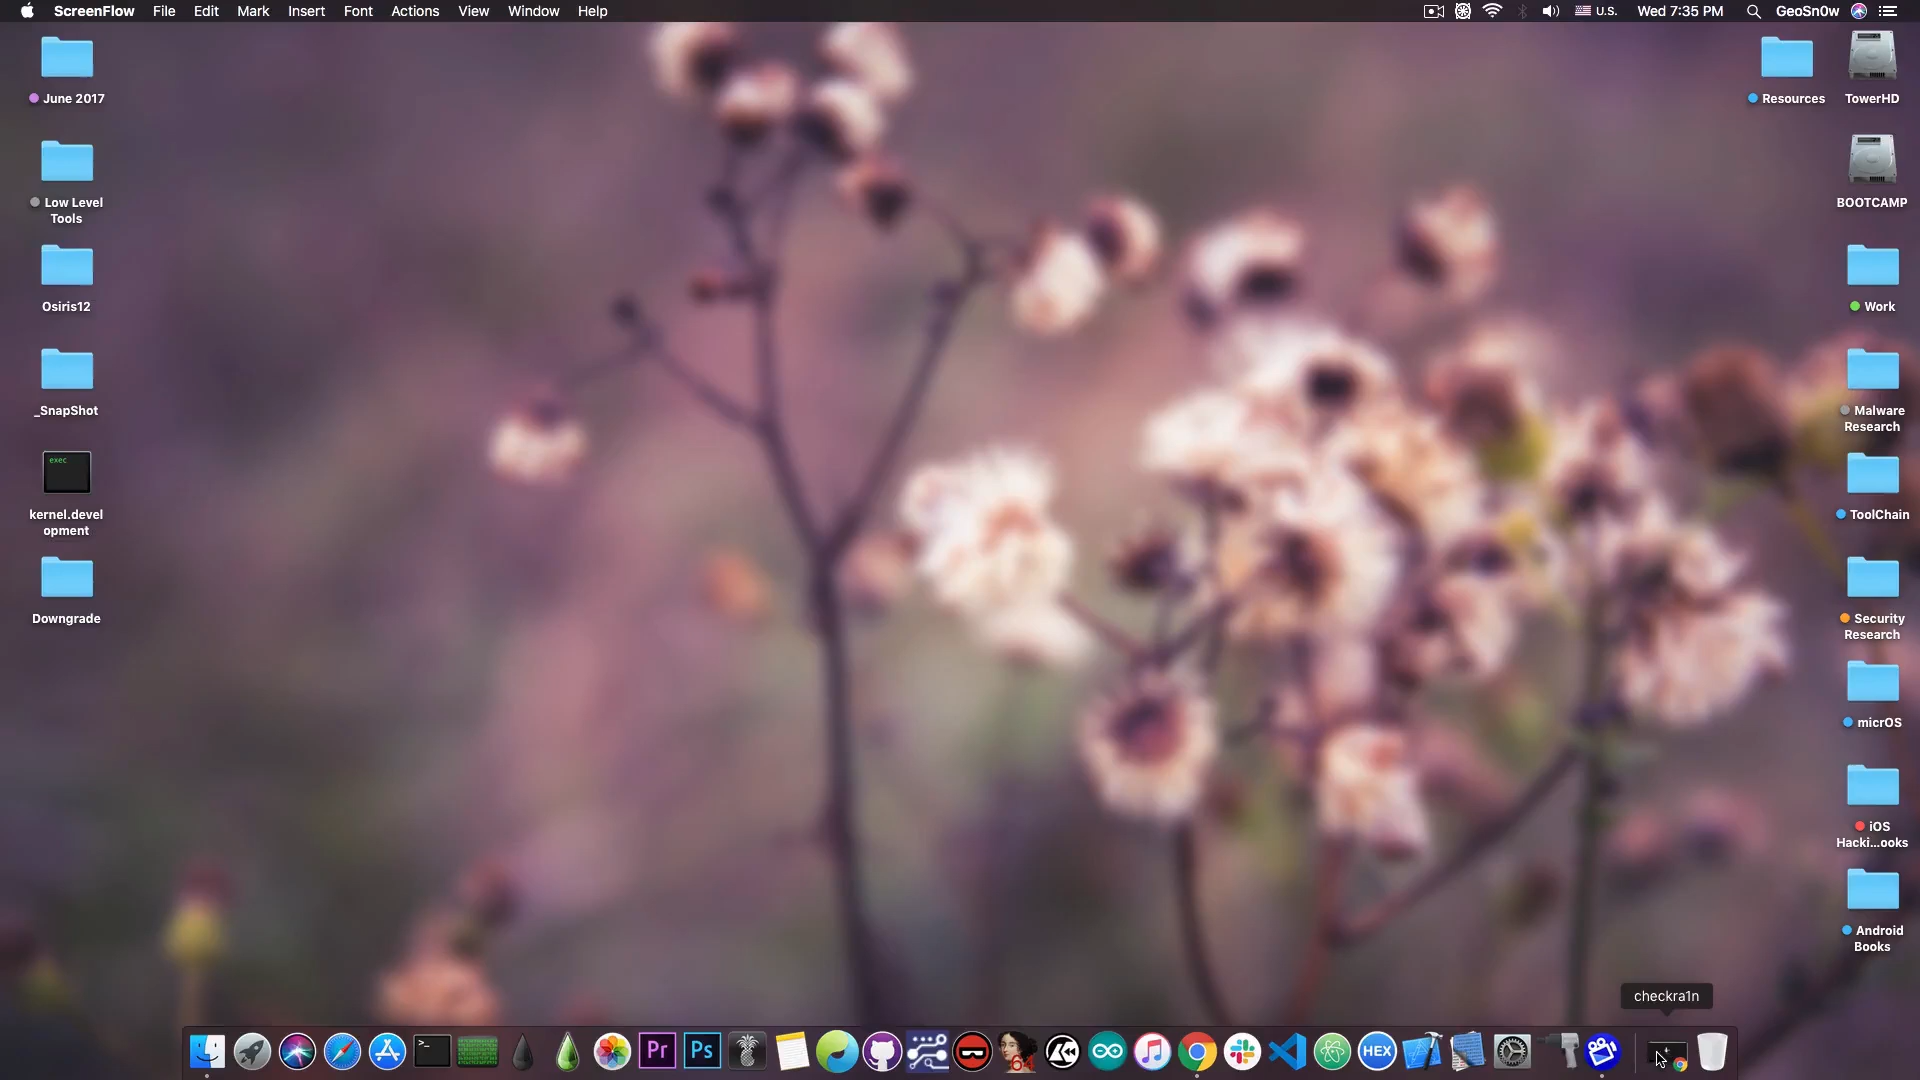 ScreenFlow File Edit Mark Insert Font Actions View Window Help U.S. Wed 7:35 PM GeoSn0w
June 2017
Low Level
Tools
Osiris12
_SnapShot
exec
kernel.devel
opment
Downgrade
Resources
TowerHD
BOOTCAMP
Work
Malware
Research
ToolChain
Security
Research
micrOS
iOS
Hacki...ooks
Android
Books
checkra1n
>_
Pr
Ps
64
HEX